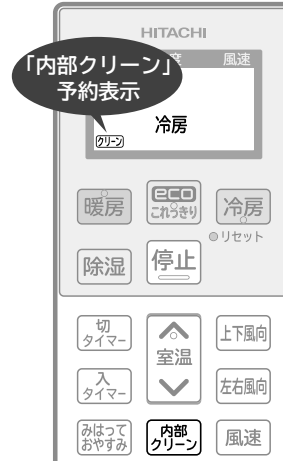 HITACHI
「内部クリーン」
予約表示
度
風速
冷房
クリーン
暖房
eco
これっきり
冷房
リセット
除湿
停止
切
タイマー
室温
上下風向
入
タイマー
左右風向
みはって
おやすみ
内部
クリーン
風速